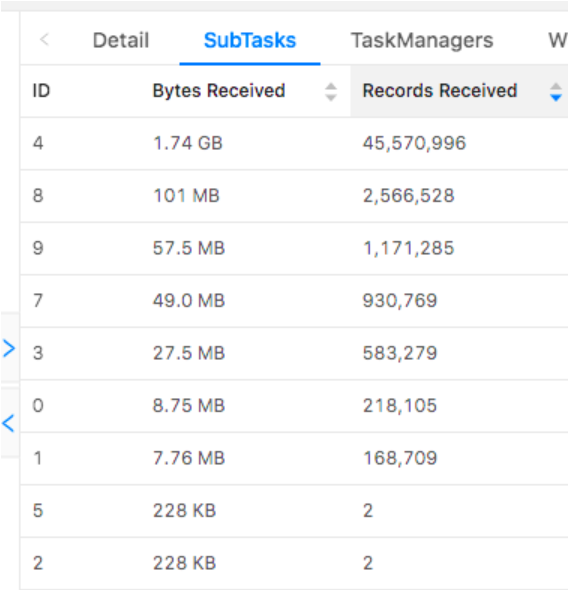 < Detail SubTasks TaskManagers W
ID Bytes Received Records Received
4 1.74 GB 45,570,996
8 101 MB 2,566,528
9 57.5 MB 1,171,285
7 49.0 MB 930,769
3 27.5 MB 583,279
0 8.75 MB 218,105
1 7.76 MB 168,709
5 228 KB 2
2 228 KB 2